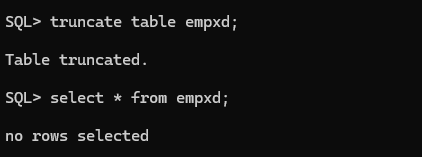 SQL> truncate table empxd;
Table truncated.
SQL> select * from empxd;
no rows selected